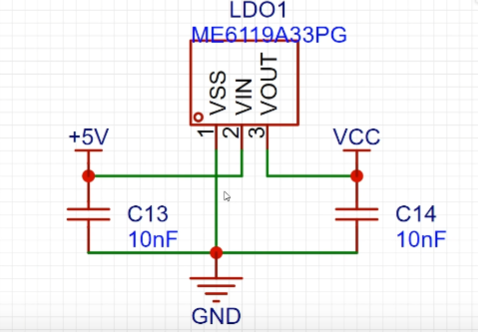 LDO1
ME6119A33PG
VSS
VIN
VOUT
1
2
3
+5V
VCC
C13
10nF
C14
10nF
GND